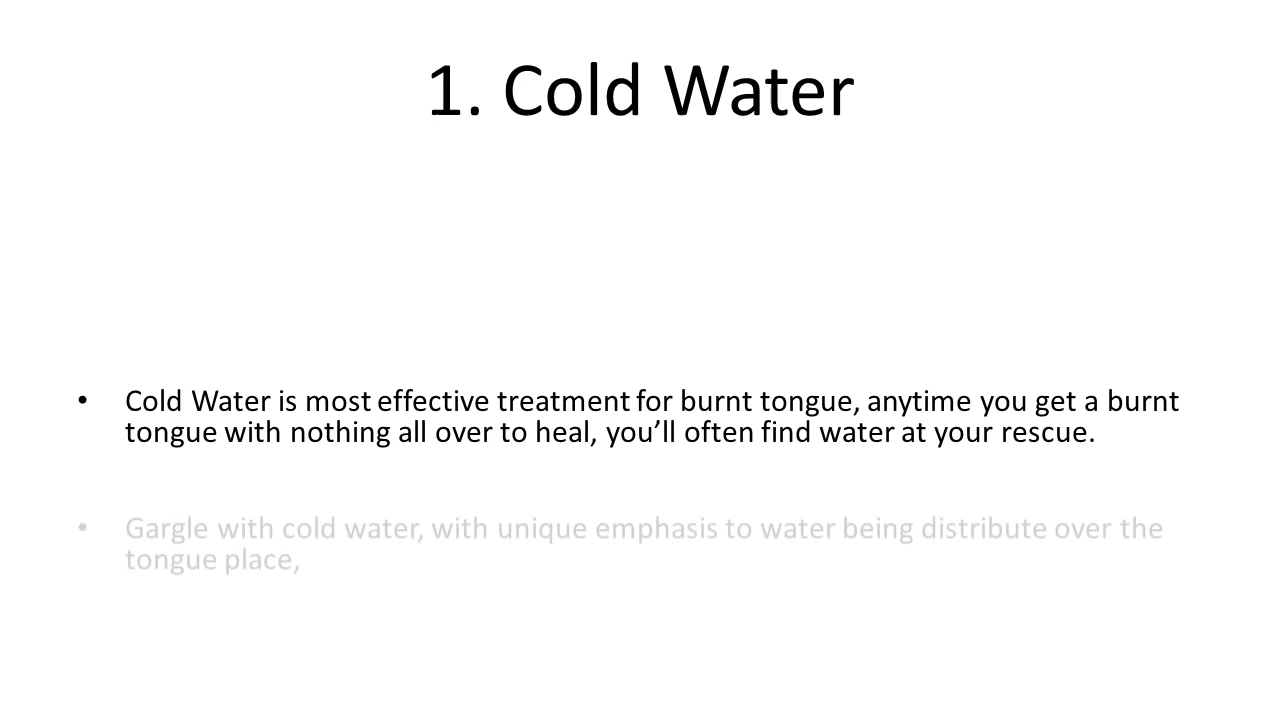 1. Cold Water
• Cold Water is most effective treatment for burnt tongue, anytime you get a burnt
tongue with nothing all over to heal, you’ll often find water at your rescue.
• Gargle with cold water, with unique emphasis to water being distribute over the
tongue place,